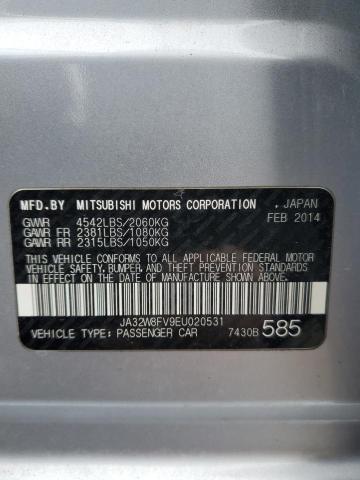 MFD.BY MITSUBISHI MOTORS CORPORATION , JAPAN
FEB 2014
GVWR 4542LBS/2060KG
GAWR FR 2381LBS/1080KG
GAWR RR 2315LBS/1050KG
THIS VEHICLE CONFORMS TO ALL APPLICABLE FEDERAL MOTOR
VEHICLE SAFETY, BUMPER, AND THEFT PREVENTION STANDARDS
IN EFFECT ON THE DATE OF MANUFACTURE SHOWN ABOVE.
JA32W8FV9EU020531
VEHICLE TYPE: PASSENGER CAR 7430B 585